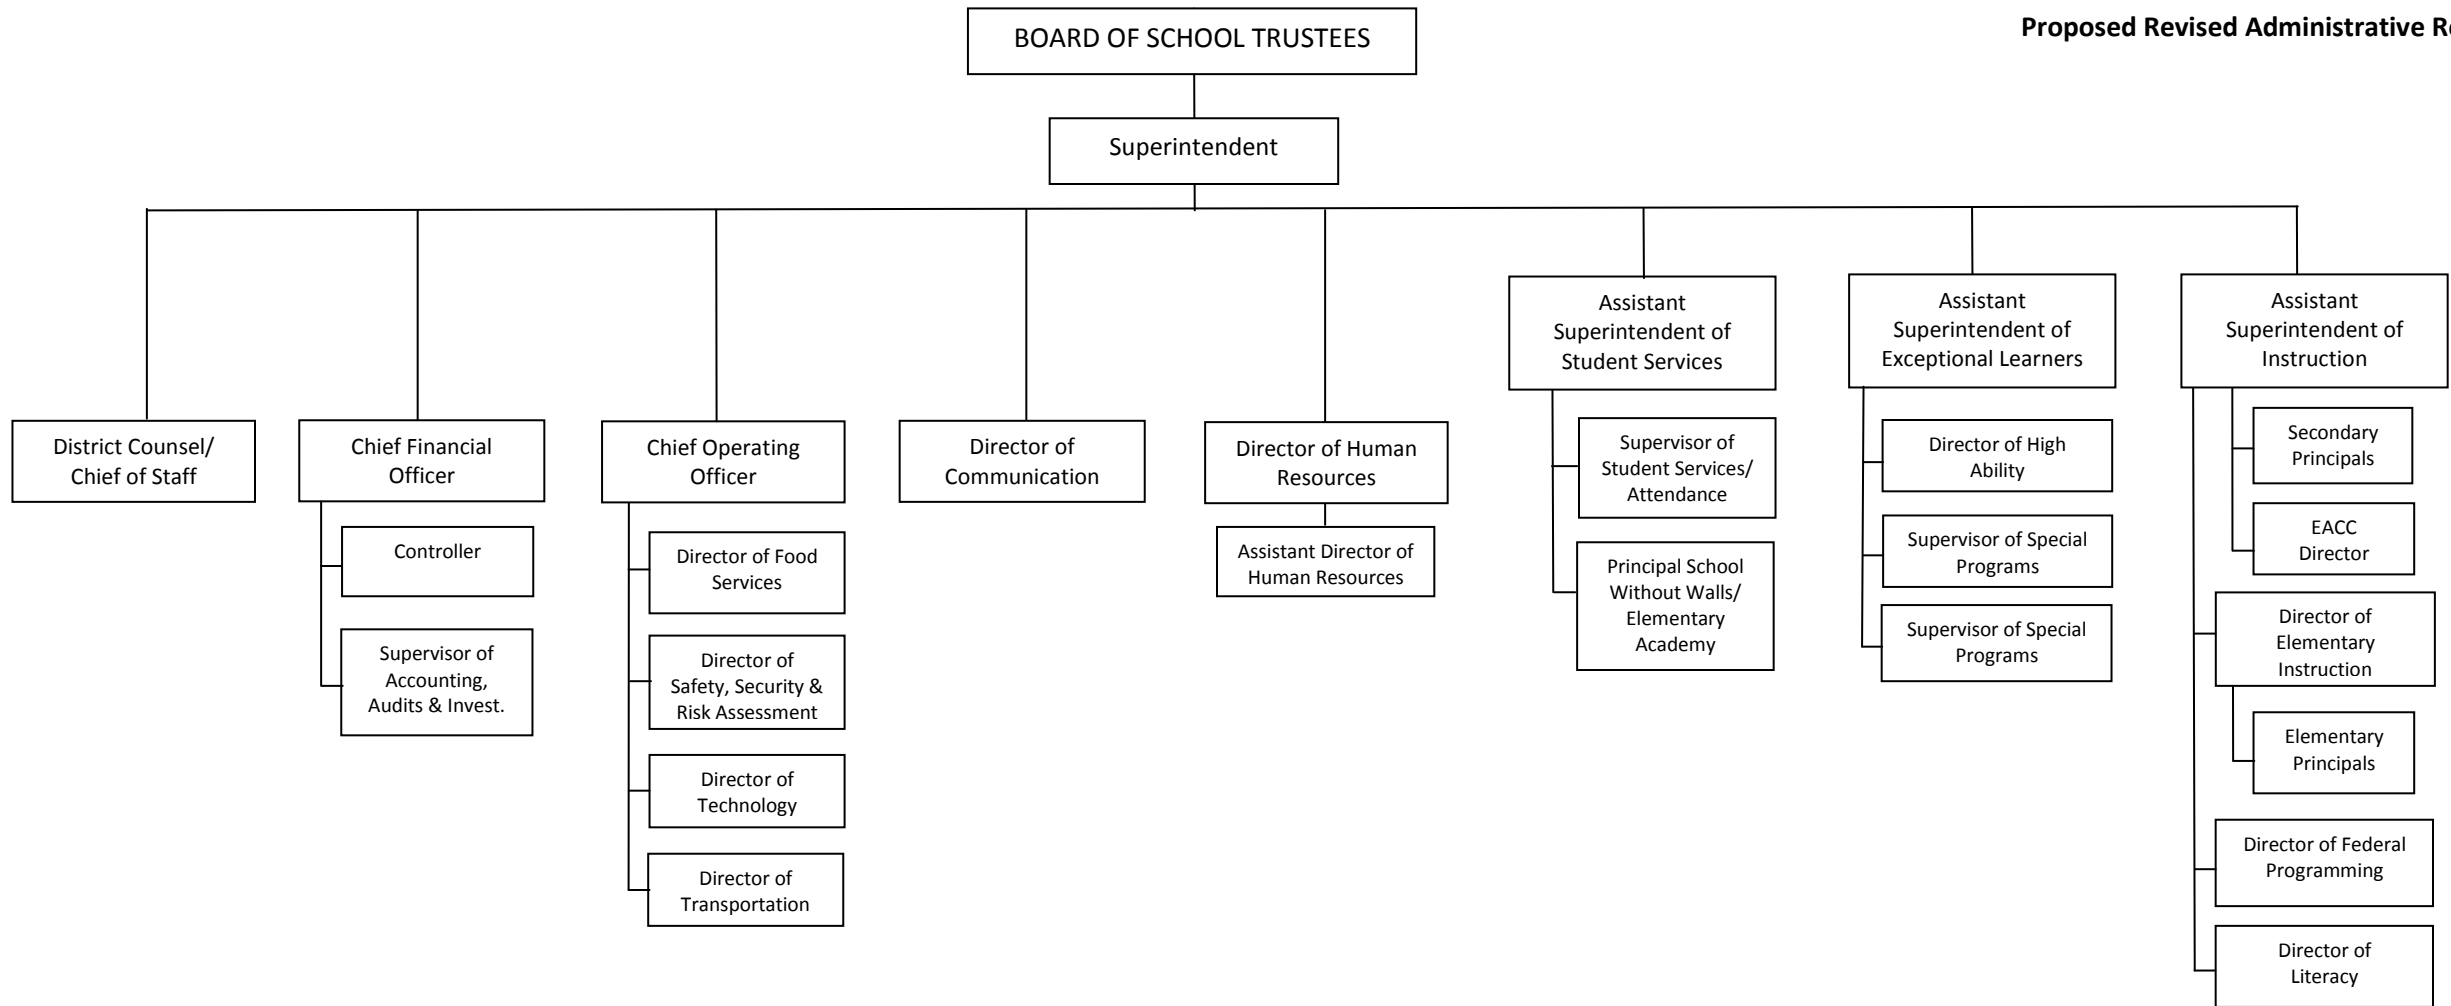 Proposed Revised Administrative Re
BOARD OF SCHOOL TRUSTEES
Superintendent
District Counsel/
Chief of Staff
Chief Financial
Officer
Controller
Supervisor of
Accounting,
Audits & Invest.
Chief Operating
Officer
Director of Food
Services
Director of
Safety, Security &
Risk Assessment
Director of
Technology
Director of
Transportation
Director of
Communication
Director of Human
Resources
Assistant Director of
Human Resources
Assistant
Superintendent of
Student Services
Supervisor of
Student Services/
Attendance
Principal School
Without Walls/
Elementary
Academy
Assistant
Superintendent of
Exceptional Learners
Director of High
Ability
Supervisor of Special
Programs
Supervisor of Special
Programs
Assistant
Superintendent of
Instruction
Secondary
Principals
EACC
Director
Director of
Elementary
Instruction
Elementary
Principals
Director of Federal
Programming
Director of
Literacy